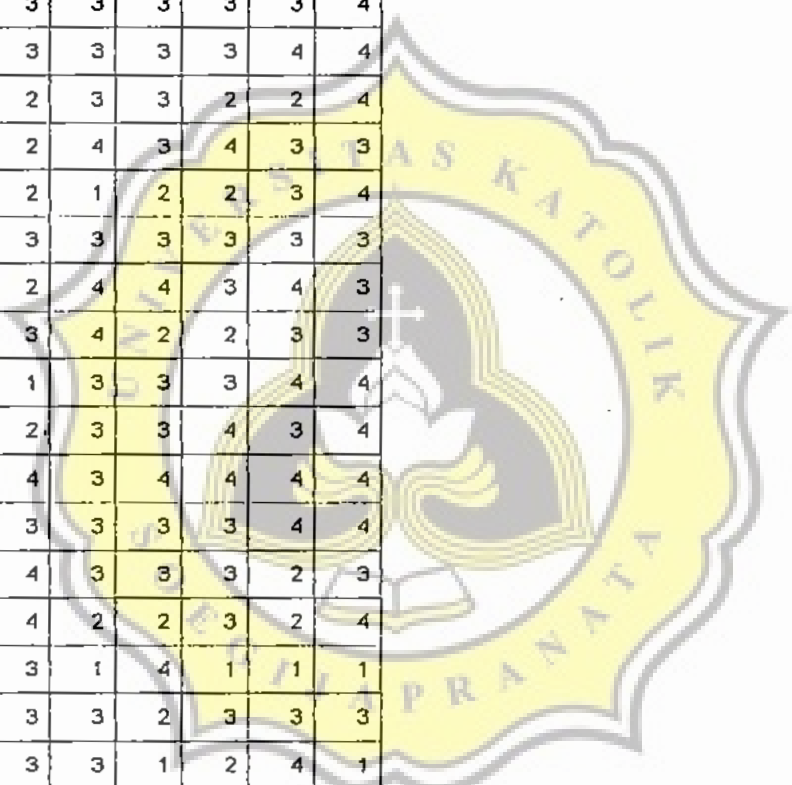 3 3 3 3 3 4
3 3 3 3 4 4
2 3 3 2 2 4
2 4 3 4 3 3
2 1 2 2 3 4
3 3 3 3 3 3
2 4 4 3 4 3
3 4 2 2 3 3
1 3 3 3 4 4
2 3 3 4 3 4
4 3 4 4 4 4
3 3 3 3 4 4
4 3 3 3 2 3
4 2 2 3 2 4
3 1 4 1 1 1
3 3 2 3 3 3
3 3 1 2 4 1
UNIVERSITAS KATOLIK
SOEGIJAPRANATA